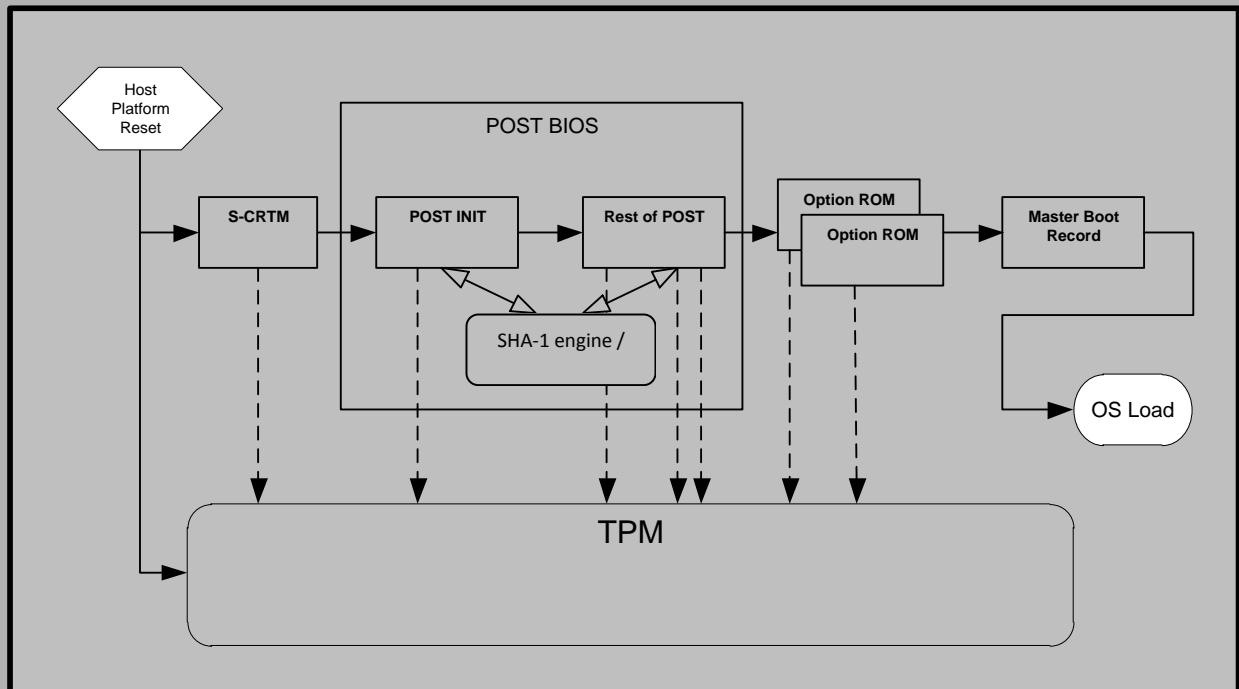 Host
Platform
Reset
POST BIOS
S-CRTM
POST INIT
Rest of POST
Option ROM
Option ROM
Master Boot
Record
SHA-1 engine /
OS Load
TPM